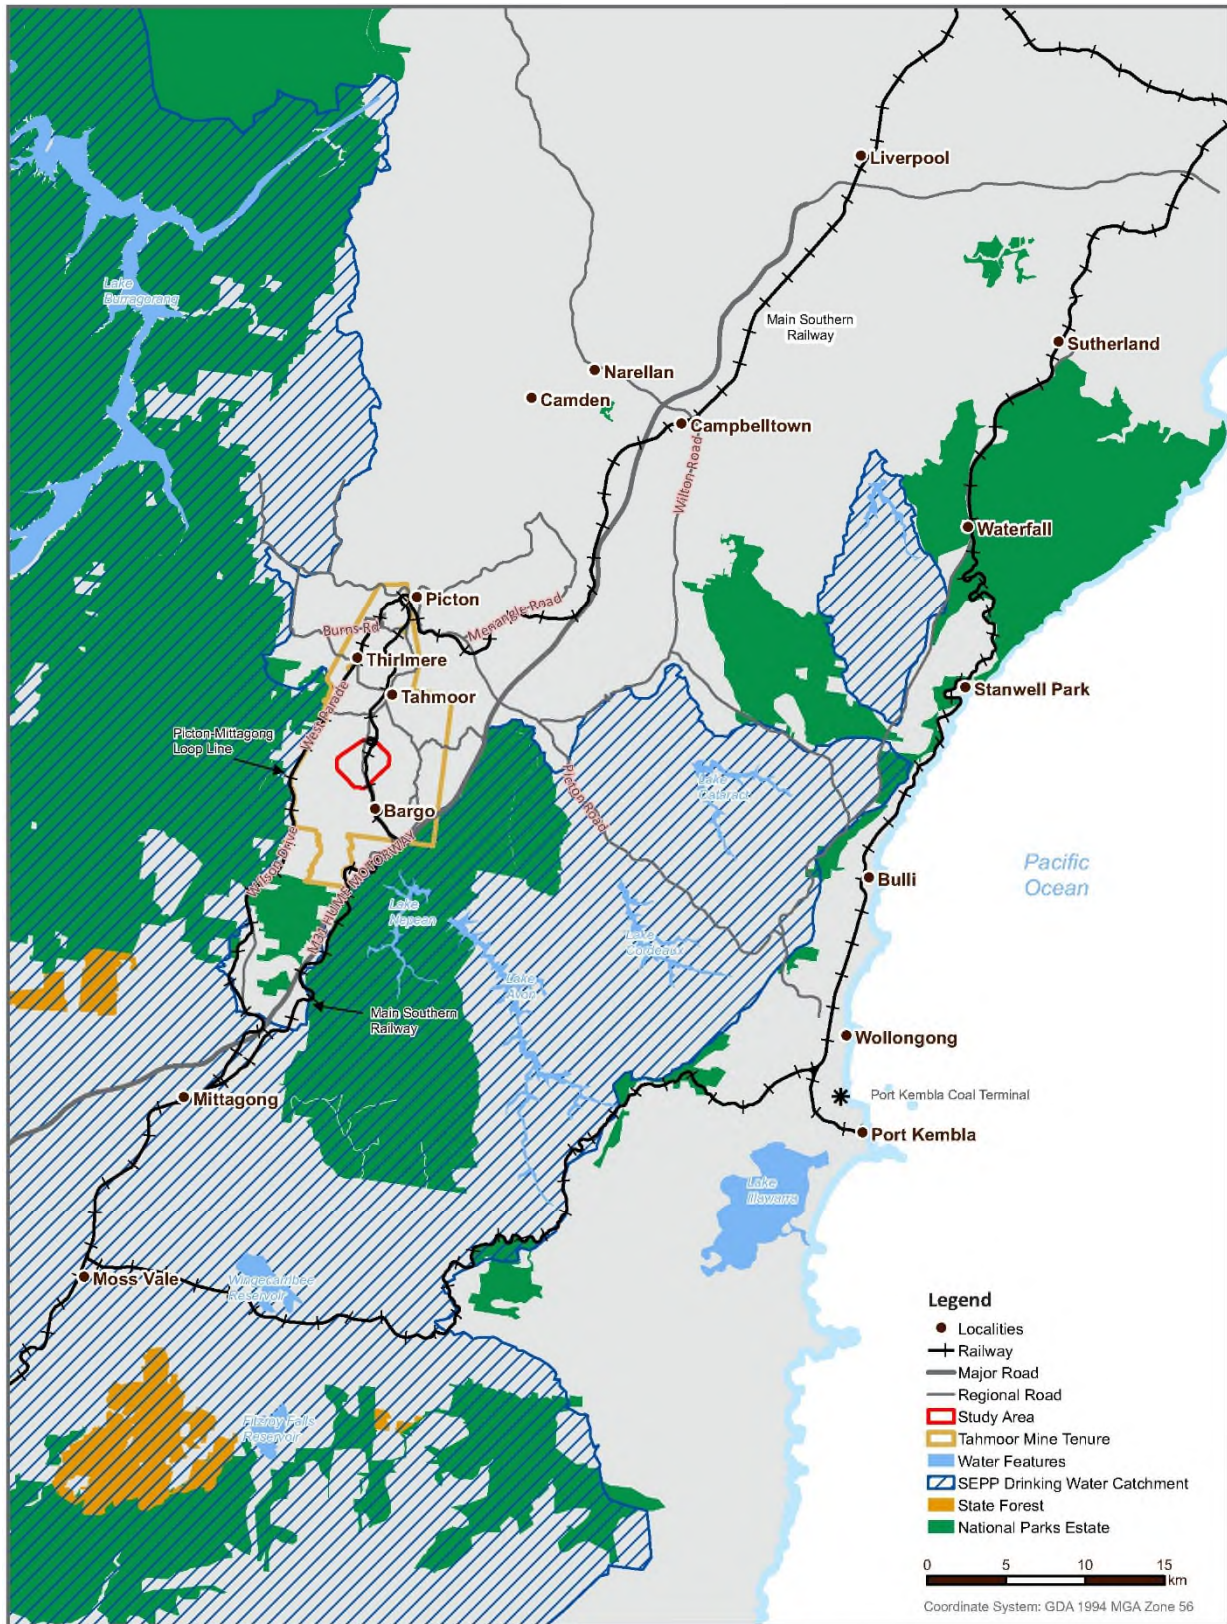 Liverpool
Lake
Burragorang
Main Southern
Railway
Sutherland
Narellan
Camden
Campbelltown
Wilton Road
Waterfall
Picton
Menangle Road
Burns Rd
Thirlmere
Stanwell Park
Tahmoor
West Parade
Picton-Mittagong
Loop Line
Lake
Cataract
Picton Road
Bargo
Wilson Drive
M31 HUME MOTORWAY
Pacific
Ocean
Bulli
Lake
Nepean
Lake
Cordeaux
Lake
Avon
Main Southern
Railway
Wollongong
Mittagong
Port Kembla Coal Terminal
Port Kembla
Lake
Illawarra
Moss Vale
Wingecambee
Reservoir
Fitzroy Falls
Reservoir
Legend
Localities
Railway
Major Road
Regional Road
Study Area
Tahmoor Mine Tenure
Water Features
SEPP Drinking Water Catchment
State Forest
National Parks Estate
0 5 10 15
km
Coordinate System: GDA 1994 MGA Zone 56